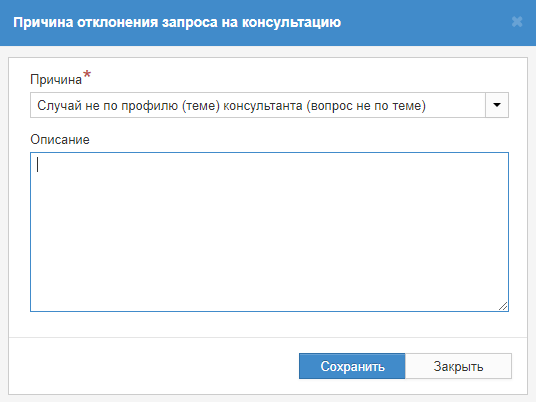 Причина отклонения запроса на консультацию
Причина*
Случай не по профилю (теме) консультанта (вопрос не по теме)
Описание
Сохранить
Закрыть